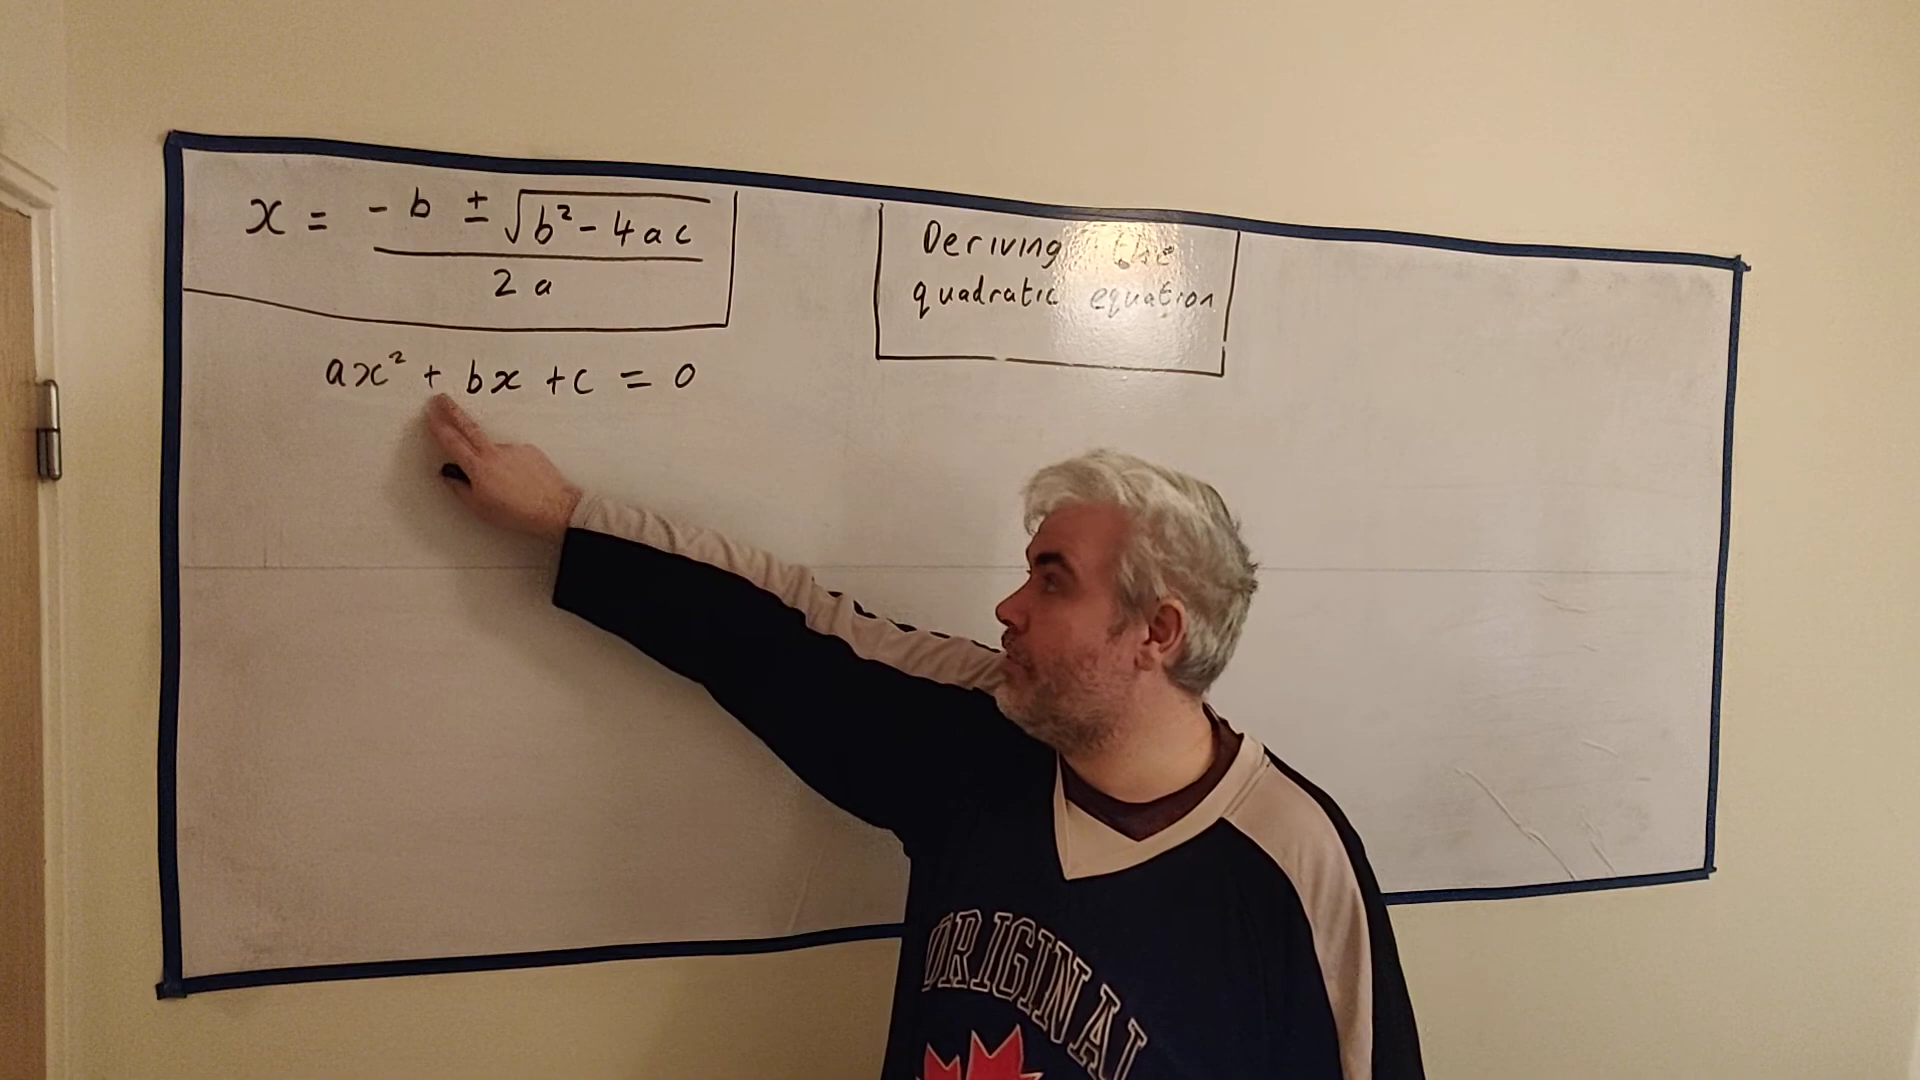 x = -b ± √b² - 4ac / 2a
Deriving the
quadratic equation
ax² + bx + c = 0
ORIGINAL